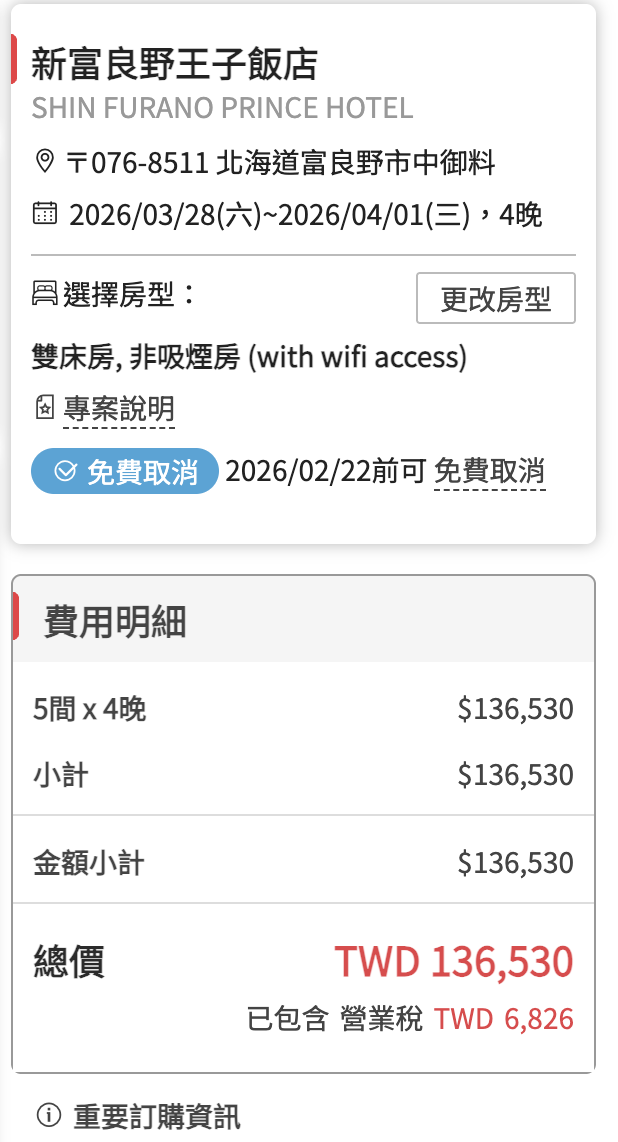 新富良野王子飯店
SHIN FURANO PRINCE HOTEL
〒076-8511 北海道富良野市中御料
2026/03/28(六)~2026/04/01(三)，4晚
選擇房型：
更改房型
雙床房, 非吸煙房 (with wifi access)
專案說明
免費取消 2026/02/22前可 免費取消
費用明細
5間 x 4晚 $136,530
小計 $136,530
金額小計 $136,530
總價 TWD 136,530
已包含 營業稅 TWD 6,826
重要訂購資訊